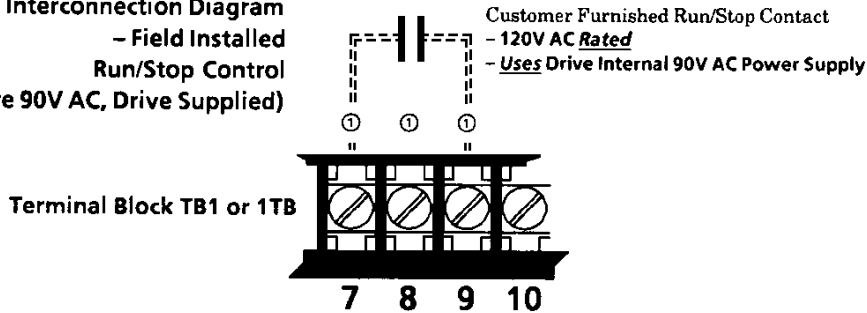 Interconnection Diagram
– Field Installed
Run/Stop Control
90V AC, Drive Supplied)
Customer Furnished Run/Stop Contact
– 120V AC Rated
– Uses Drive Internal 90V AC Power Supply
① ① ①
Terminal Block TB1 or 1TB
7 8 9 10